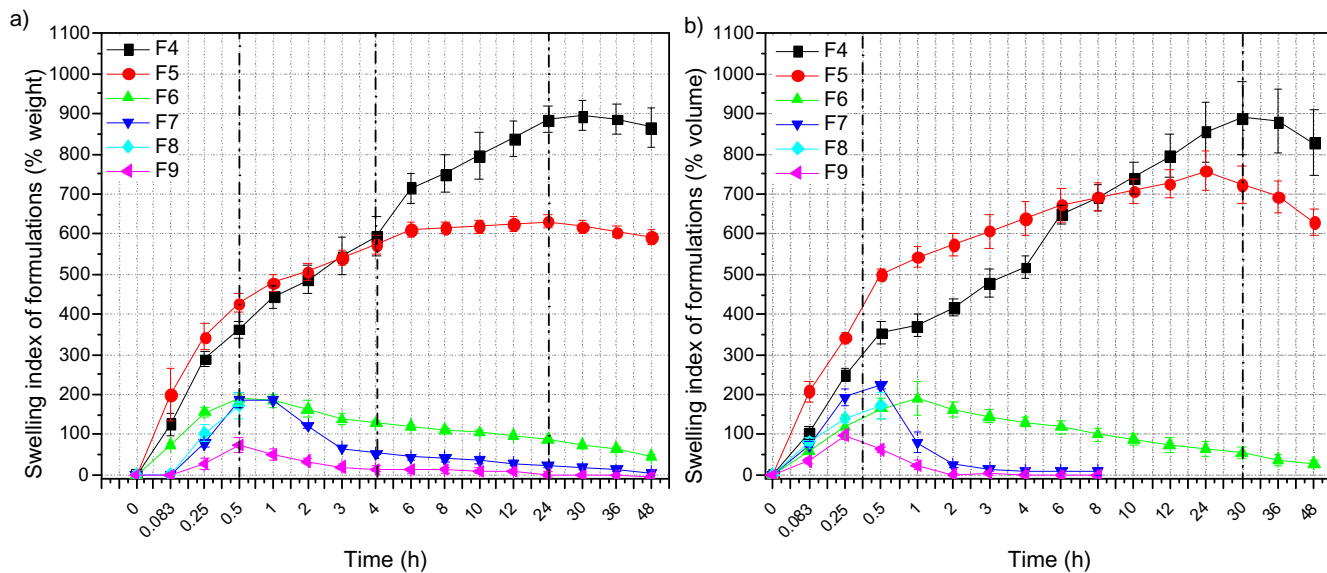 a)
Swelling index of formulations (% weight)
1100
1000
900
800
700
600
500
400
300
200
100
0
F4
F5
F6
F7
F8
F9
0 0.083 0.25 0.5 1 2 3 4 6 8 10 12 24 30 36 48
Time (h)
b)
Swelling index of formulations (% volume)
1100
1000
900
800
700
600
500
400
300
200
100
0
F4
F5
F6
F7
F8
F9
0 0.083 0.25 0.5 1 2 3 4 6 8 10 12 24 30 36 48
Time (h)